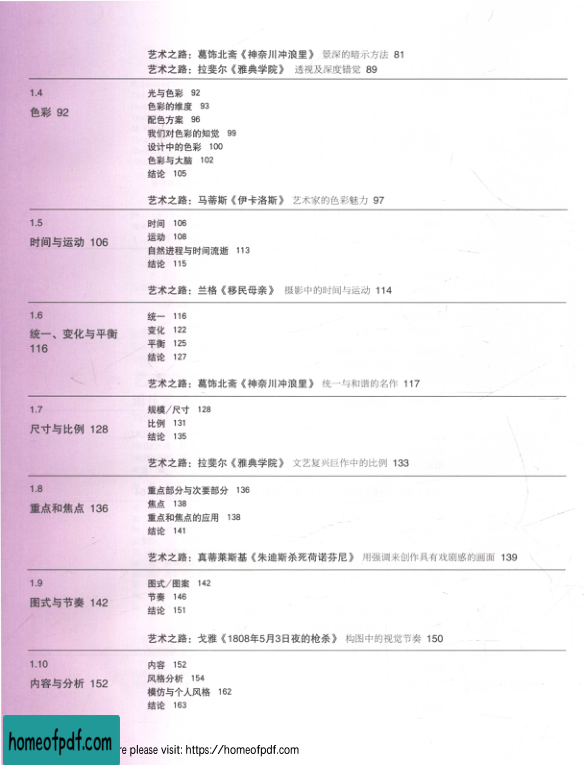 艺术之路：葛饰北斋《神奈川冲浪里》 景深的暗示方法 81
艺术之路：拉斐尔《雅典学院》 透视及深度错觉 89
1.4
色彩 92
光与色彩 92
色彩的维度 93
配色方案 96
我们对色彩的知觉 99
设计中的色彩 100
色彩与大脑 102
结论 105
艺术之路：马蒂斯《伊卡洛斯》 艺术家的色彩魅力 97
1.5
时间与运动 106
时间 106
运动 108
自然进程与时间流逝 113
结论 115
艺术之路：兰格《移民母亲》 摄影中的时间与运动 114
1.6
统一、变化与平衡
116
统一 116
变化 122
平衡 125
结论 127
艺术之路：葛饰北斋《神奈川冲浪里》 统一与和谐的名作 117
1.7
尺寸与比例 128
规模/尺寸 128
比例 131
结论 135
艺术之路：拉斐尔《雅典学院》 文艺复兴巨作中的比例 133
1.8
重点和焦点 136
重点部分与次要部分 136
焦点 138
重点和焦点的应用 138
结论 141
艺术之路：真蒂莱斯基《朱迪斯杀死荷诺芬尼》 用强调来创作具有戏剧感的画面 139
1.9
图式与节奏 142
图式/图案 142
节奏 146
结论 151
艺术之路：戈雅《1808年5月3日夜的枪杀》 构图中的视觉节奏 150
1.10
内容与分析 152
内容 152
风格分析 154
模仿与个人风格 162
结论 163
homeofpdf.com
re please visit: https://homeofpdf.com